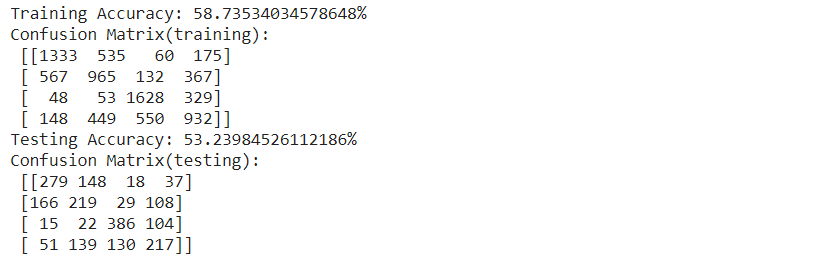 Training Accuracy: 58.73534034578648%
Confusion Matrix(training):
[[1333 535 60 175]
[ 567 965 132 367]
[ 48 53 1628 329]
[ 148 449 550 932]]
Testing Accuracy: 53.23984526112186%
Confusion Matrix(testing):
[[279 148 18 37]
[166 219 29 108]
[ 15 22 386 104]
[ 51 139 130 217]]